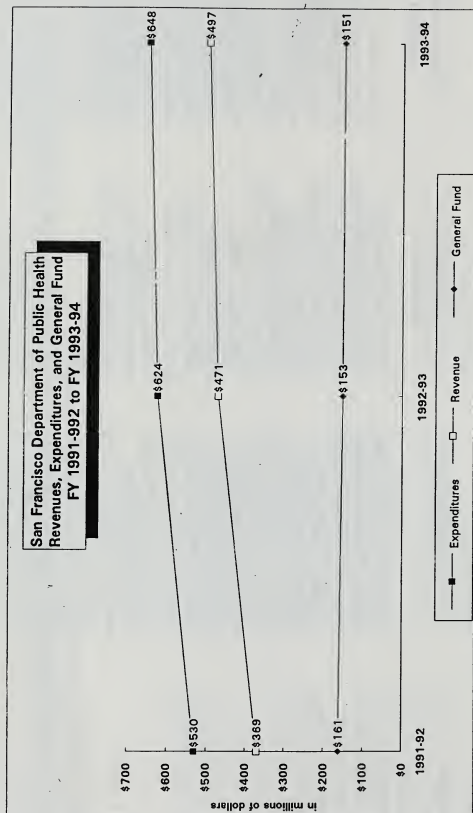 San Francisco Department of Public Health
Revenues, Expenditures, and General Fund
FY 1991-992 to FY 1993-94
in millions of dollars
$700
$600
$500
$400
$300
$200
$100
$0
$530
$624
$648
$369
$471
$497
$161
$153
$151
1991-92
1992-93
1993-94
Expenditures
Revenue
General Fund